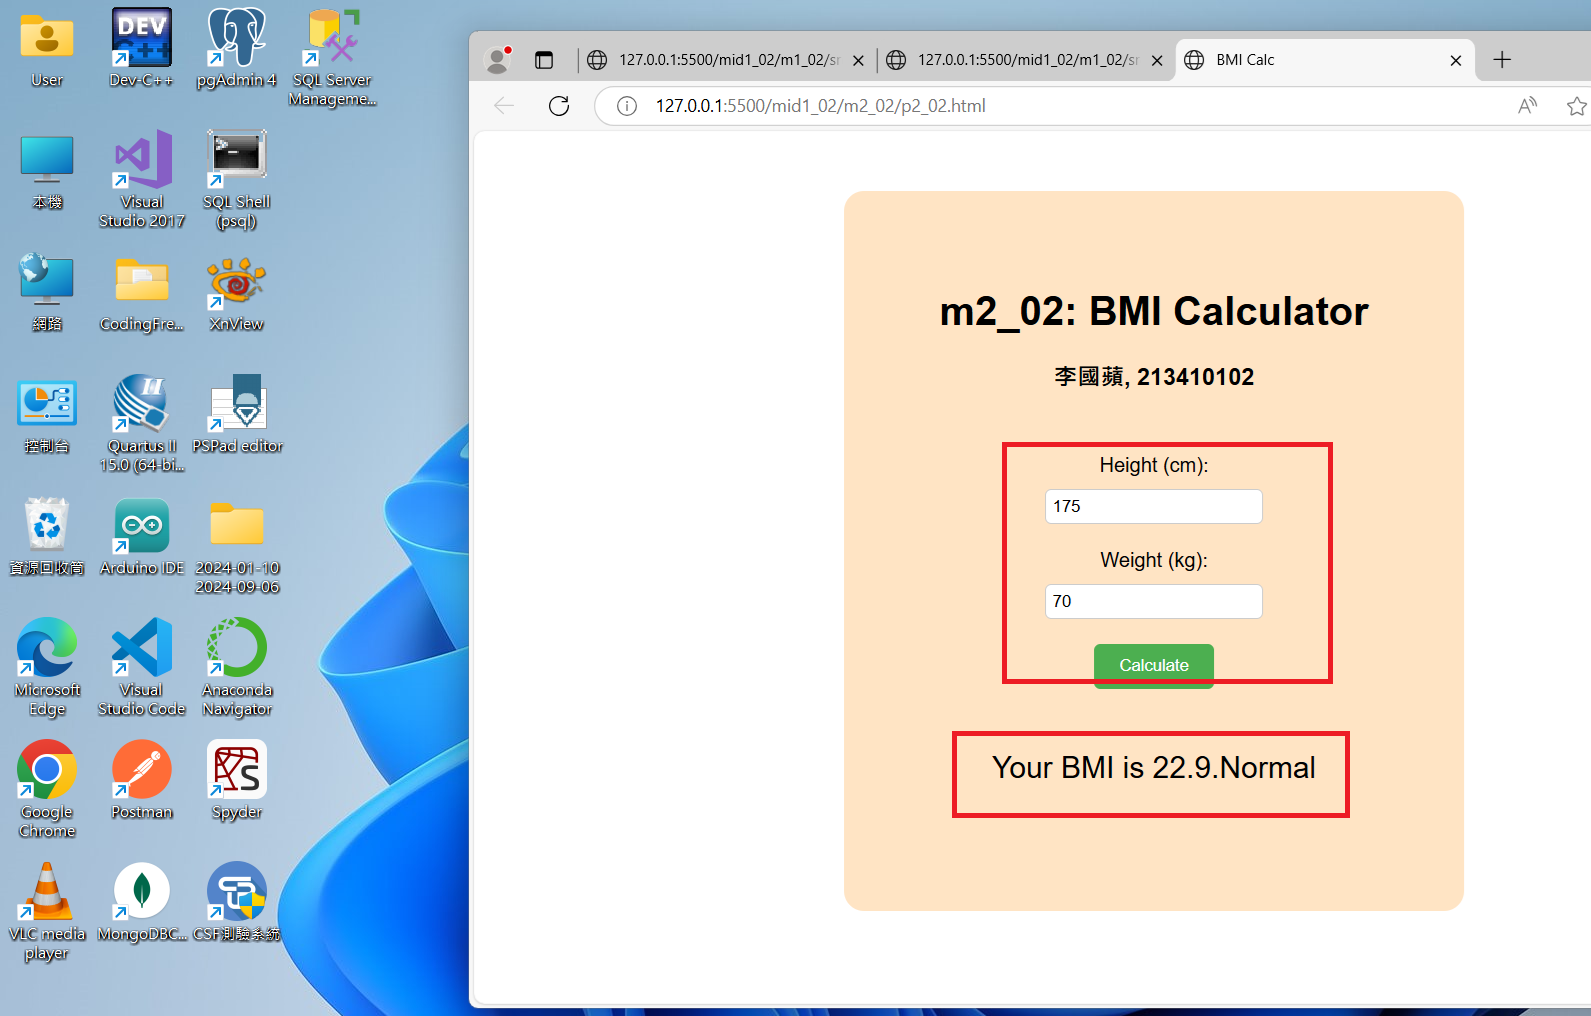 User
Dev-C++
pgAdmin 4
SQL Server
Manageme...
本機
Visual
Studio 2017
SQL Shell
(psql)
網路
CodingFre...
XnView
控制台
Quartus II
15.0 (64-bi...
PSPad editor
資源回收筒
Arduino IDE
2024-01-10
2024-09-06
Microsoft
Edge
Visual
Studio Code
Anaconda
Navigator
Google
Chrome
Postman
Spyder
VLC media
player
MongoDBC...
CSF測驗系統
127.0.0.1:5500/mid1_02/m1_02/sr
127.0.0.1:5500/mid1_02/m1_02/sr
BMI Calc
127.0.0.1:5500/mid1_02/m2_02/p2_02.html
m2_02: BMI Calculator
李國蘋, 213410102
Height (cm):
175
Weight (kg):
70
Calculate
Your BMI is 22.9.Normal